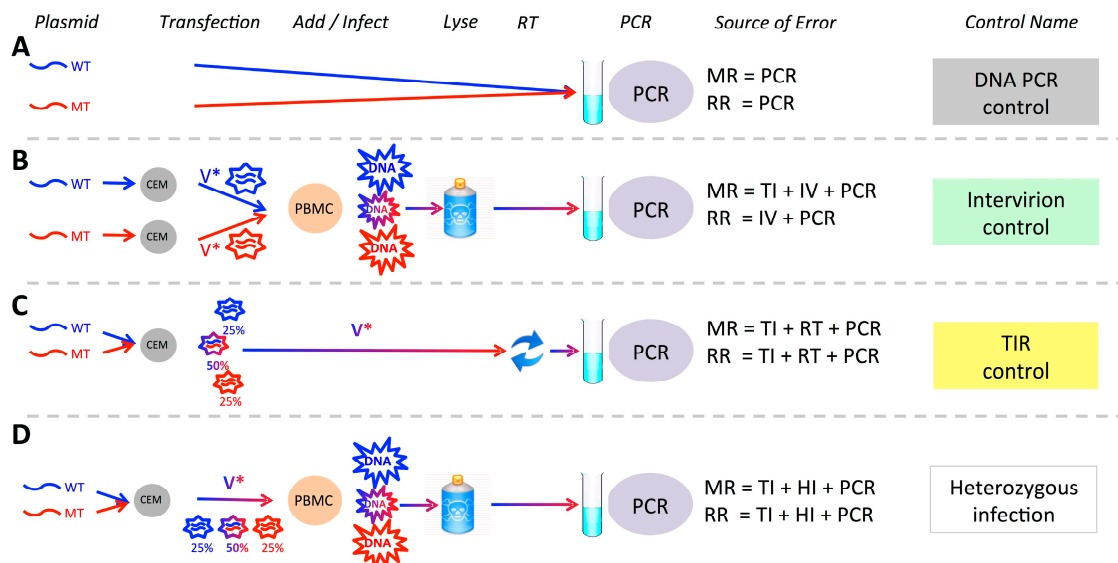 Plasmid Transfection Add / Infect Lyse RT PCR Source of Error Control Name
A
WT
MT
PCR
MR = PCR
RR = PCR
DNA PCR
control
B
WT
MT
CEM
CEM
V*
V*
PBMC
DNA
DNA
DNA
PCR
MR = TI + IV + PCR
RR = IV + PCR
Intervirion
control
C
WT
MT
CEM
25%
50%
25%
V*
PCR
MR = TI + RT + PCR
RR = TI + RT + PCR
TIR
control
D
WT
MT
CEM
V*
25% 50% 25%
PBMC
DNA
DNA
DNA
PCR
MR = TI + HI + PCR
RR = TI + HI + PCR
Heterozygous
infection